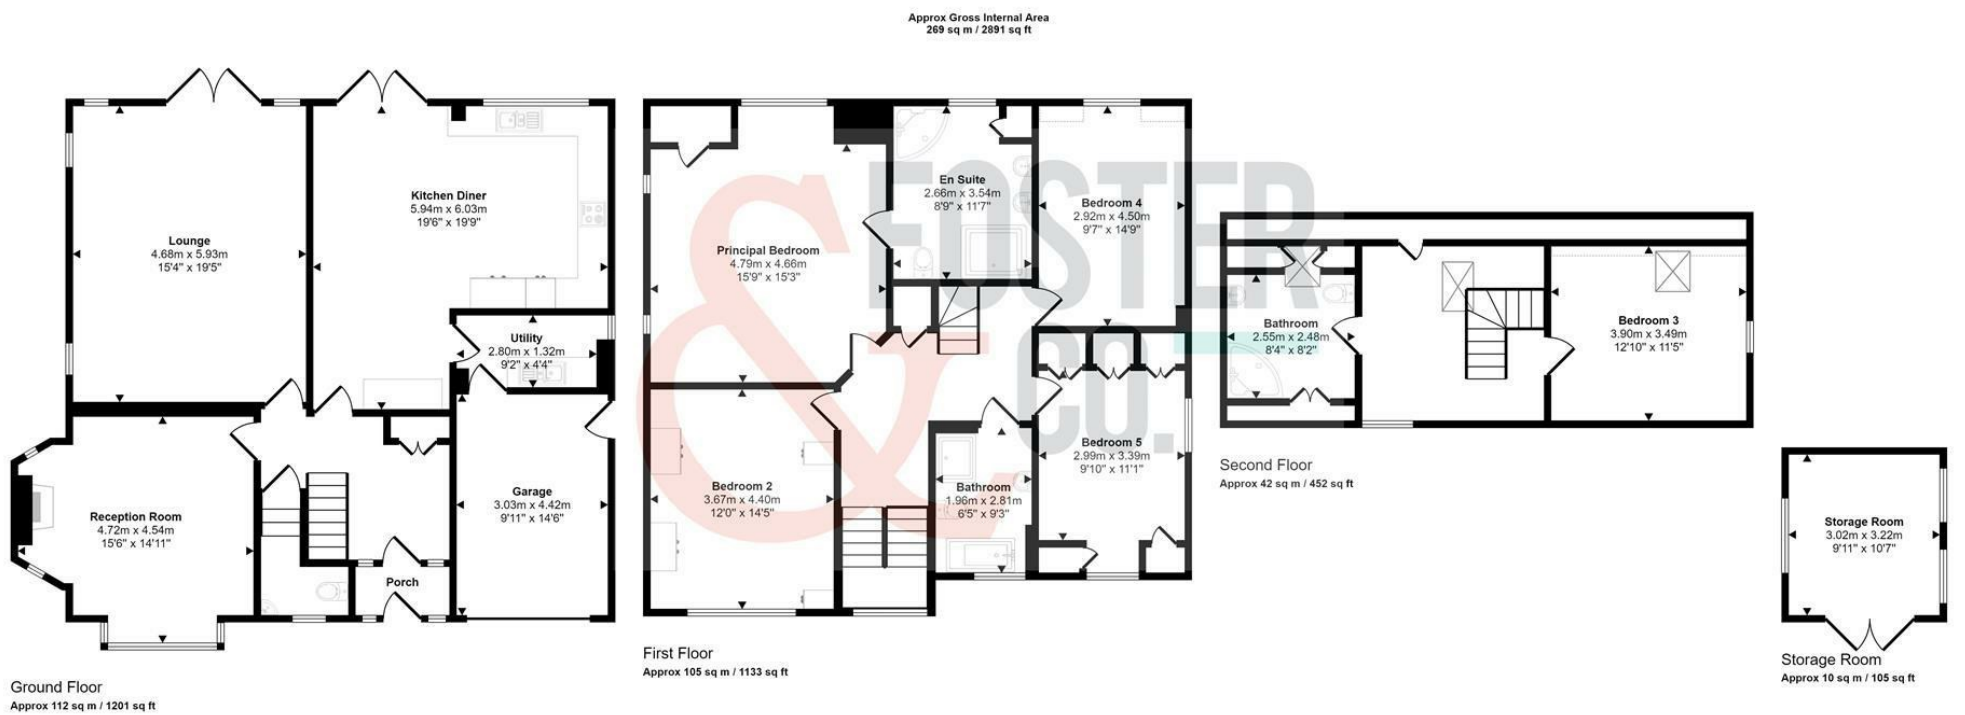 Approx Gross Internal Area
269 sq m / 2891 sq ft
Lounge
4.68m x 5.93m
15'4" x 19'5"
Kitchen Diner
5.94m x 6.03m
19'6" x 19'9"
Utility
2.80m x 1.32m
9'2" x 4'4"
Reception Room
4.72m x 4.54m
15'6" x 14'11"
Garage
3.03m x 4.42m
9'11" x 14'6"
Porch
Ground Floor
Approx 112 sq m / 1201 sq ft
Principal Bedroom
4.79m x 4.66m
15'9" x 15'3"
En Suite
2.66m x 3.54m
8'9" x 11'7"
Bedroom 4
2.92m x 4.50m
9'7" x 14'9"
Bedroom 2
3.67m x 4.40m
12'0" x 14'5"
Bathroom
1.96m x 2.81m
6'5" x 9'3"
Bedroom 5
2.99m x 3.39m
9'10" x 11'1"
First Floor
Approx 105 sq m / 1133 sq ft
& FOSTER
CO.
Bathroom
2.55m x 2.48m
8'4" x 8'2"
Bedroom 3
3.90m x 3.49m
12'10" x 11'5"
Second Floor
Approx 42 sq m / 452 sq ft
Storage Room
3.02m x 3.22m
9'11" x 10'7"
Storage Room
Approx 10 sq m / 105 sq ft